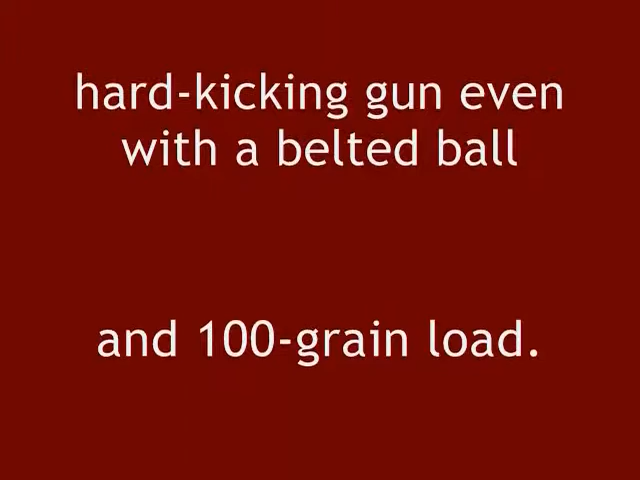 hard-kicking gun even
with a belted ball
and 100-grain load.